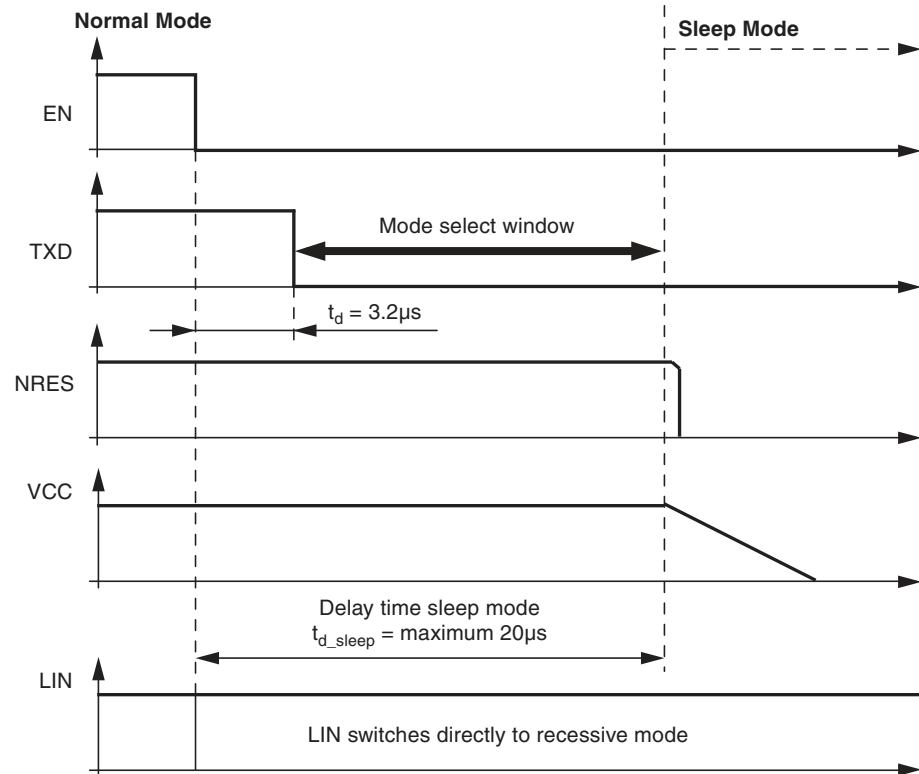 Normal Mode
Sleep Mode
EN
TXD
Mode select window
t_d = 3.2µs
NRES
VCC
Delay time sleep mode
t_d_sleep = maximum 20µs
LIN
LIN switches directly to recessive mode